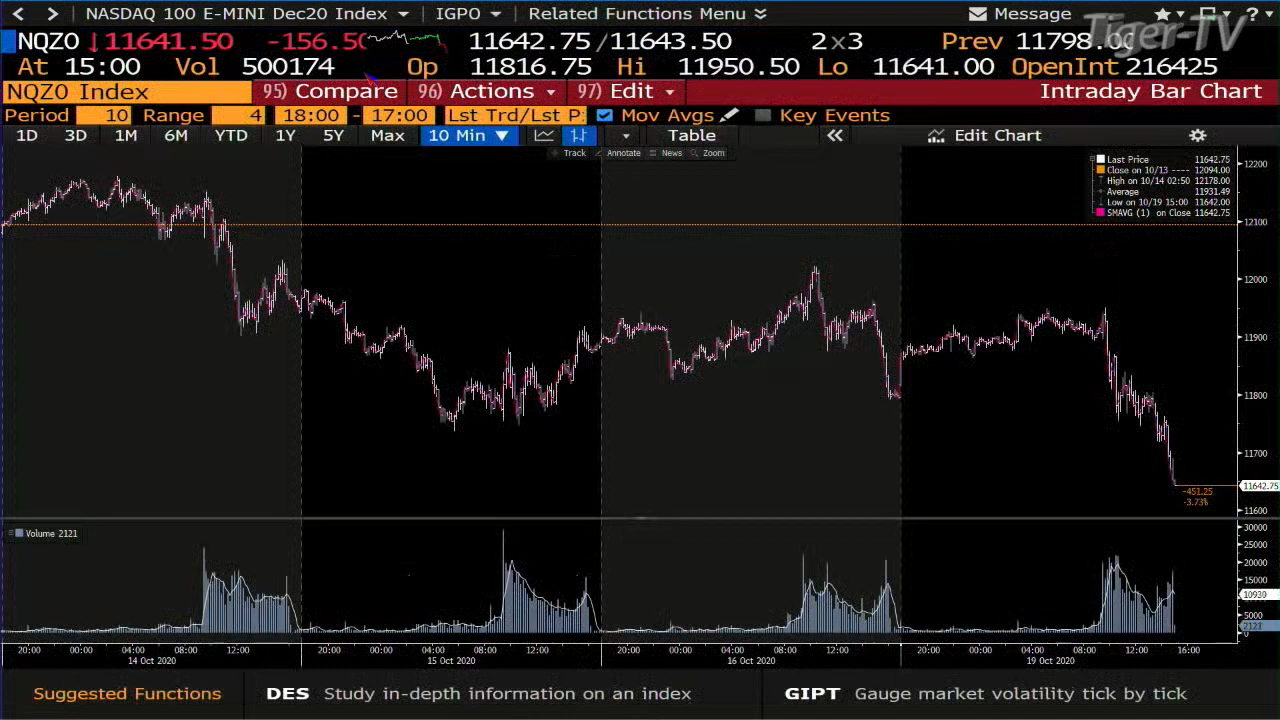 NASDAQ 100 E-MINI Dec20 Index IGPO Related Functions Menu Message ?
Tiger-TV
NQZ0 ↓11641.50 -156.50 11642.75/11643.50 2×3 Prev 11798.00
At 15:00 Vol 500174 Op 11816.75 Hi 11950.50 Lo 11641.00 OpenInt 216425
NQZ0 Index 95) Compare 96) Actions 97) Edit Intraday Bar Chart
Period 10 Range 4 18:00 - 17:00 Lst Trd/Lst P Mov Avgs Key Events
1D 3D 1M 6M YTD 1Y 5Y Max 10 Min ▼ Table « Edit Chart
Track Annotate News Zoom
Last Price 11642.75
Close on 10/13 ---- 12094.00
High on 10/14 02:50 12178.00
Average 11931.49
Low on 10/19 15:00 11642.00
SMAVG (1) on Close 11642.75
12200
12100
12000
11900
11800
11700
11642.75
-451.25
-3.73%
11600
Volume 2121
30000
25000
20000
15000
10930
5000
2121
0
20:00 00:00 04:00 08:00 12:00 20:00 00:00 04:00 08:00 12:00 20:00 00:00 04:00 08:00 12:00 20:00 00:00 04:00 08:00 12:00 16:00
14 Oct 2020 15 Oct 2020 16 Oct 2020 19 Oct 2020
Suggested Functions DES Study in-depth information on an index GIPT Gauge market volatility tick by tick